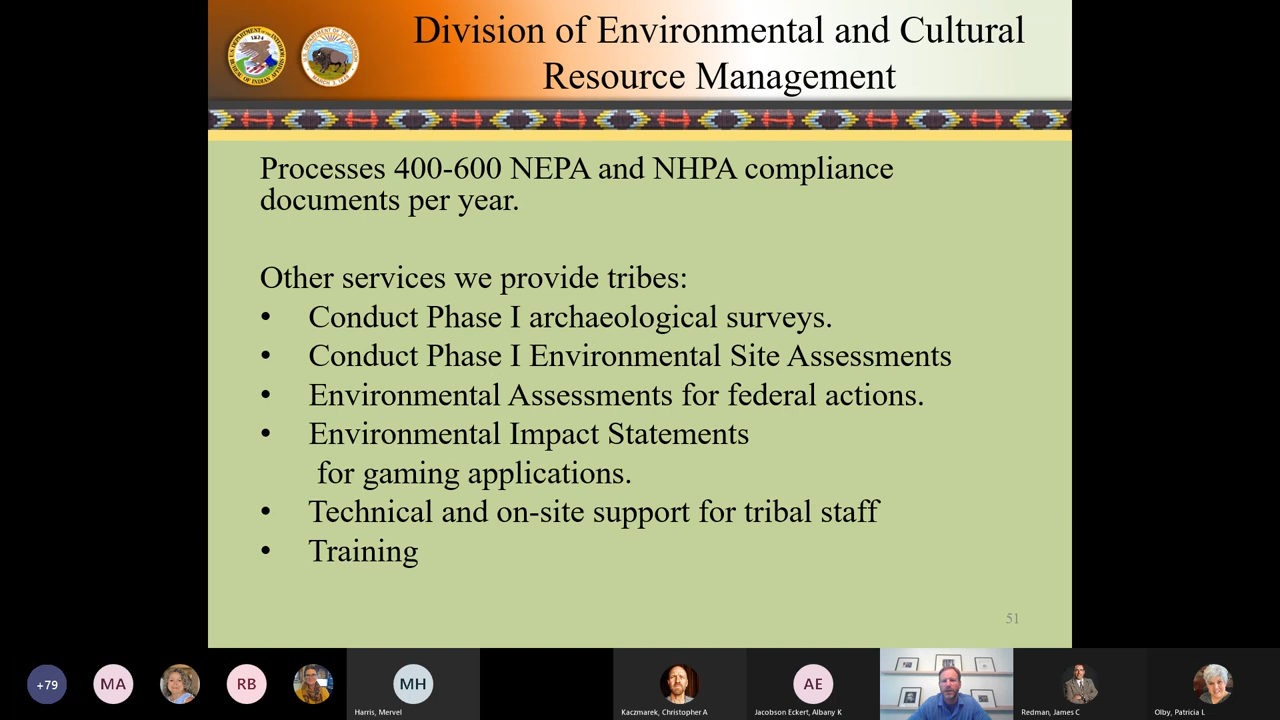 Division of Environmental and Cultural
Resource Management
Processes 400-600 NEPA and NHPA compliance
documents per year.
Other services we provide tribes:
• Conduct Phase I archaeological surveys.
• Conduct Phase I Environmental Site Assessments
• Environmental Assessments for federal actions.
• Environmental Impact Statements
for gaming applications.
• Technical and on-site support for tribal staff
• Training
51
+79
MA
RB
MH
AE
Harris, Mervel
Kaczmarek, Christopher A
Jacobson Eckert, Albany K
Redman, James C
Olby, Patricia L